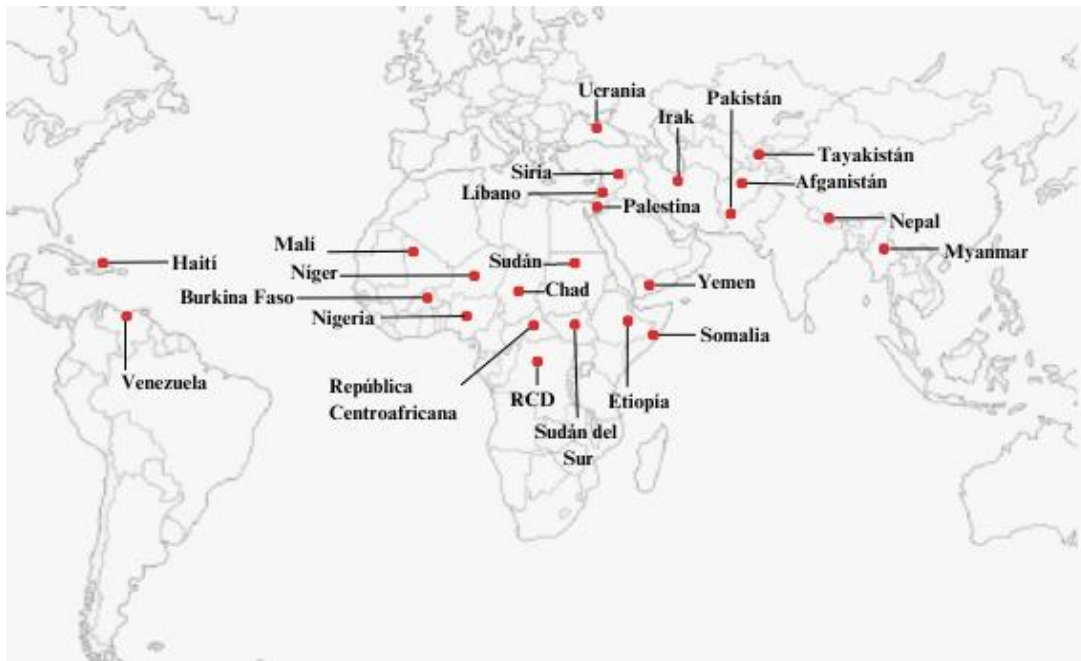 Ucrania
Pakistán
Irak
Tayakistán
Siria
Afganistán
Líbano
Palestina
Nepal
Malí
Myanmar
Haití
Níger
Sudán
Yemen
Burkina Faso
Chad
Nigeria
Somalia
Venezuela
República
Centroafricana
RCD
Etiopía
Sudán del
Sur